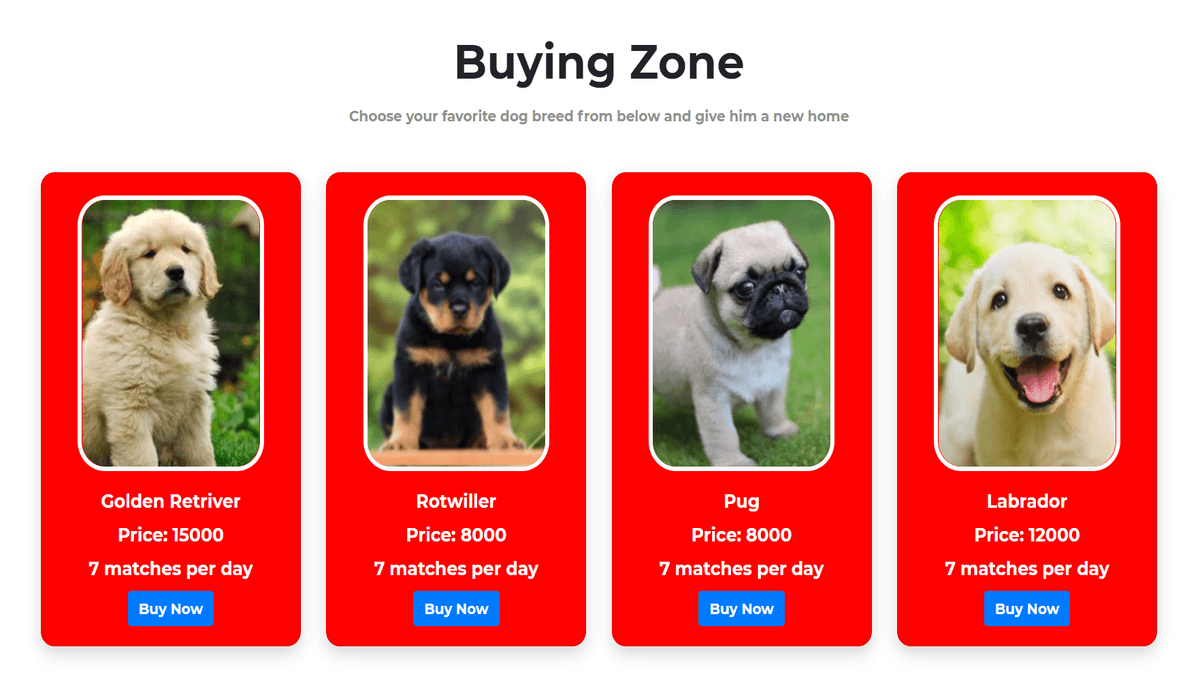 Buying Zone
Choose your favorite dog breed from below and give him a new home
Golden Retriver
Price: 15000
7 matches per day
Buy Now
Rotwiller
Price: 8000
7 matches per day
Buy Now
Pug
Price: 8000
7 matches per day
Buy Now
Labrador
Price: 12000
7 matches per day
Buy Now